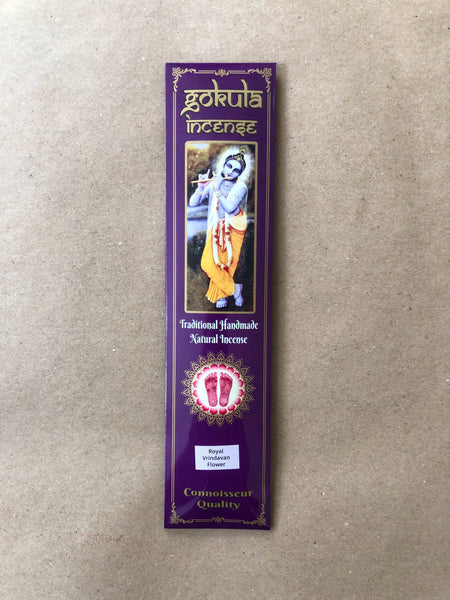 gokula
incense
Traditional Handmade
Natural Incense
Royal
Vrindavan
Flower
Connoisseur
Quality